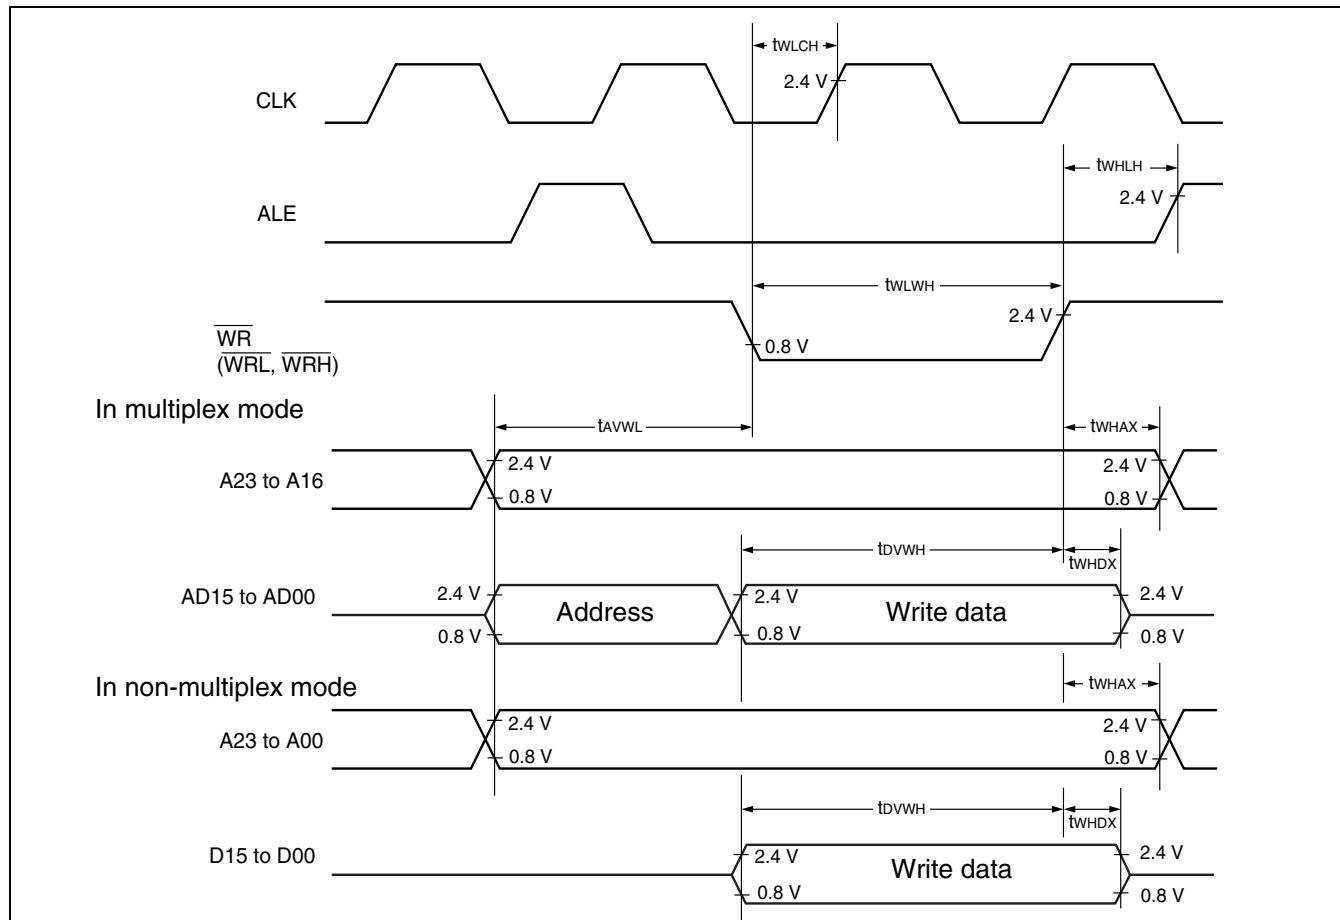 tWLCH
2.4 V
CLK
tWHLH
2.4 V
ALE
tWLWH
2.4 V
0.8 V
WR
(WRL, WRH)
In multiplex mode
tAVWL
tWHAX
2.4 V
2.4 V
A23 to A16
0.8 V
0.8 V
tDVWH
tWHDX
2.4 V
2.4 V
2.4 V
AD15 to AD00
Address
Write data
0.8 V
0.8 V
0.8 V
In non-multiplex mode
tWHAX
2.4 V
2.4 V
A23 to A00
0.8 V
0.8 V
tDVWH
tWHDX
2.4 V
2.4 V
D15 to D00
Write data
0.8 V
0.8 V